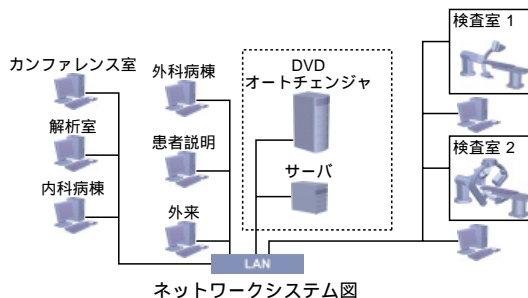 カンファレンス室
解析室
内科病棟
外科病棟
患者説明
外来
DVD
オートチェンジャ
サーバ
検査室 1
検査室 2
LAN
ネットワークシステム図